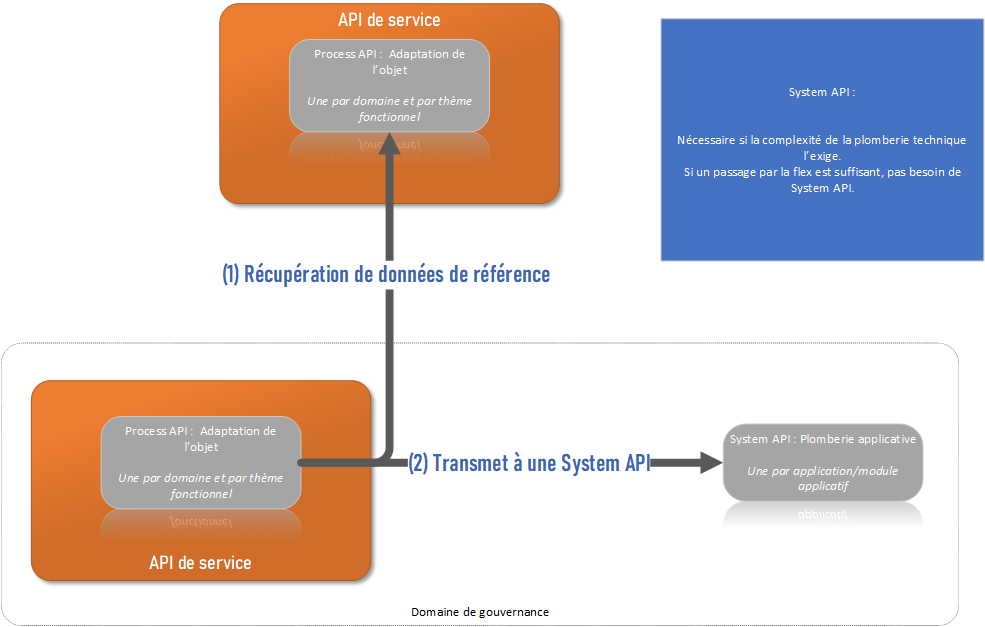 API de service
Process API : Adaptation de
l'objet
Une par domaine et par thème
fonctionnel
System API :
Nécessaire si la complexité de la plomberie technique
l'exige.
Si un passage par la flex est suffisant, pas besoin de
System API.
(1) Récupération de données de référence
Process API : Adaptation de
l'objet
Une par domaine et par thème
fonctionnel
API de service
(2) Transmet à une System API
System API : Plomberie applicative
Une par application/module
applicatif
Domaine de gouvernance